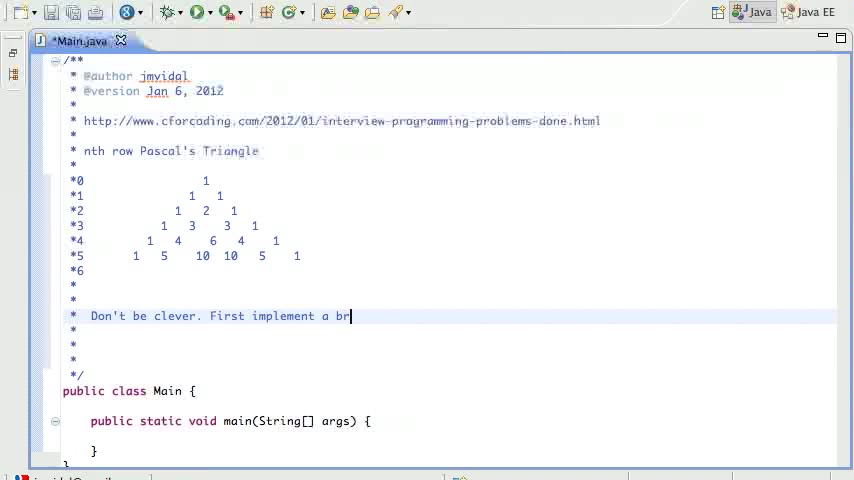 Java
Java EE
*Main.java
/**
* @author jmvidal
* @version Jan 6, 2012
*
* http://www.cforcoding.com/2012/01/interview-programming-problems-done.html
*
* nth row Pascal's Triangle
*
*0 1
*1 1 1
*2 1 2 1
*3 1 3 3 1
*4 1 4 6 4 1
*5 1 5 10 10 5 1
*6
*
*
* Don't be clever. First implement a br
*
*
*
*/
public class Main {
public static void main(String[] args) {
}
}